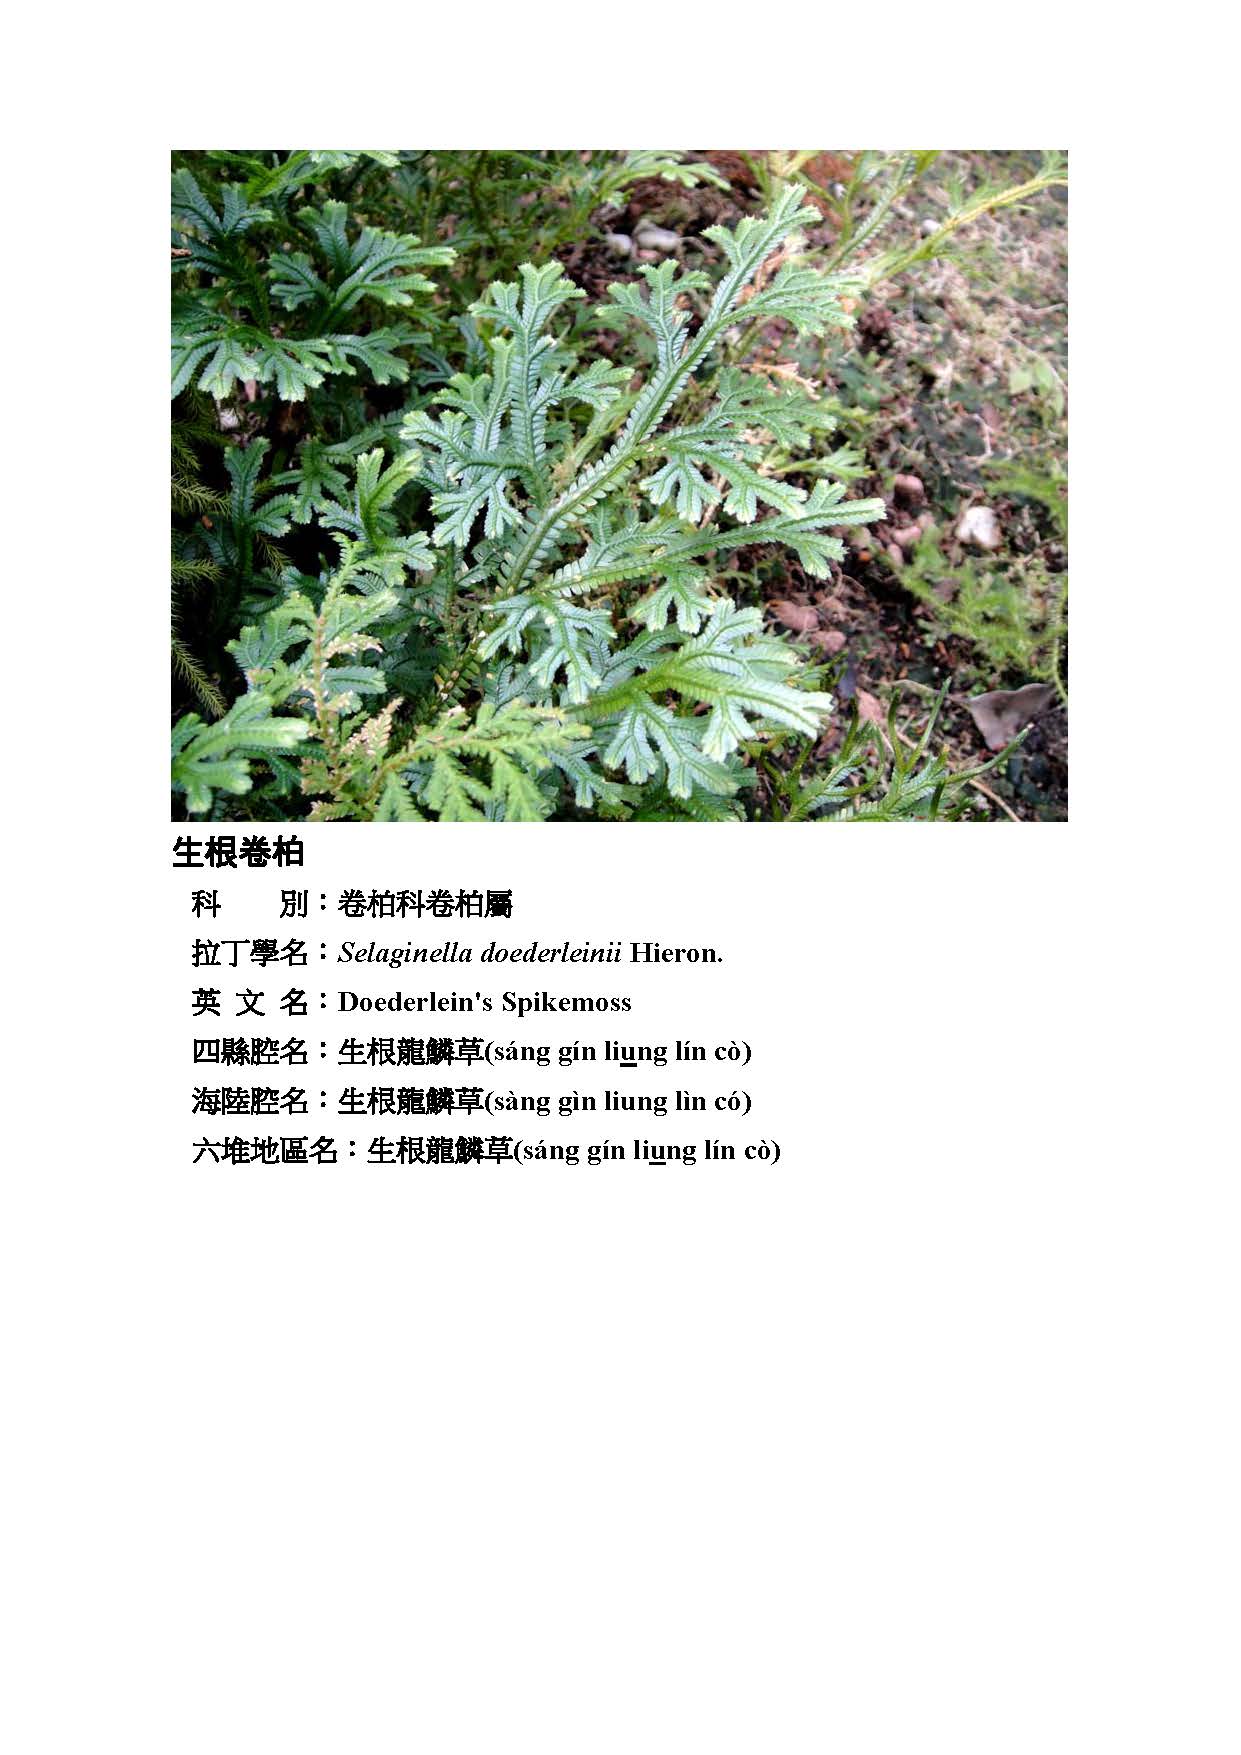 生根卷柏
科　　別：卷柏科卷柏屬
拉丁學名：Selaginella doederleinii Hieron.
英 文 名：Doederlein's Spikemoss
四縣腔名：生根龍鱗草(sáng gín liung lín cò)
海陸腔名：生根龍鱗草(sàng gìn liung lìn có)
六堆地區名：生根龍鱗草(sáng gín liung lín cò)